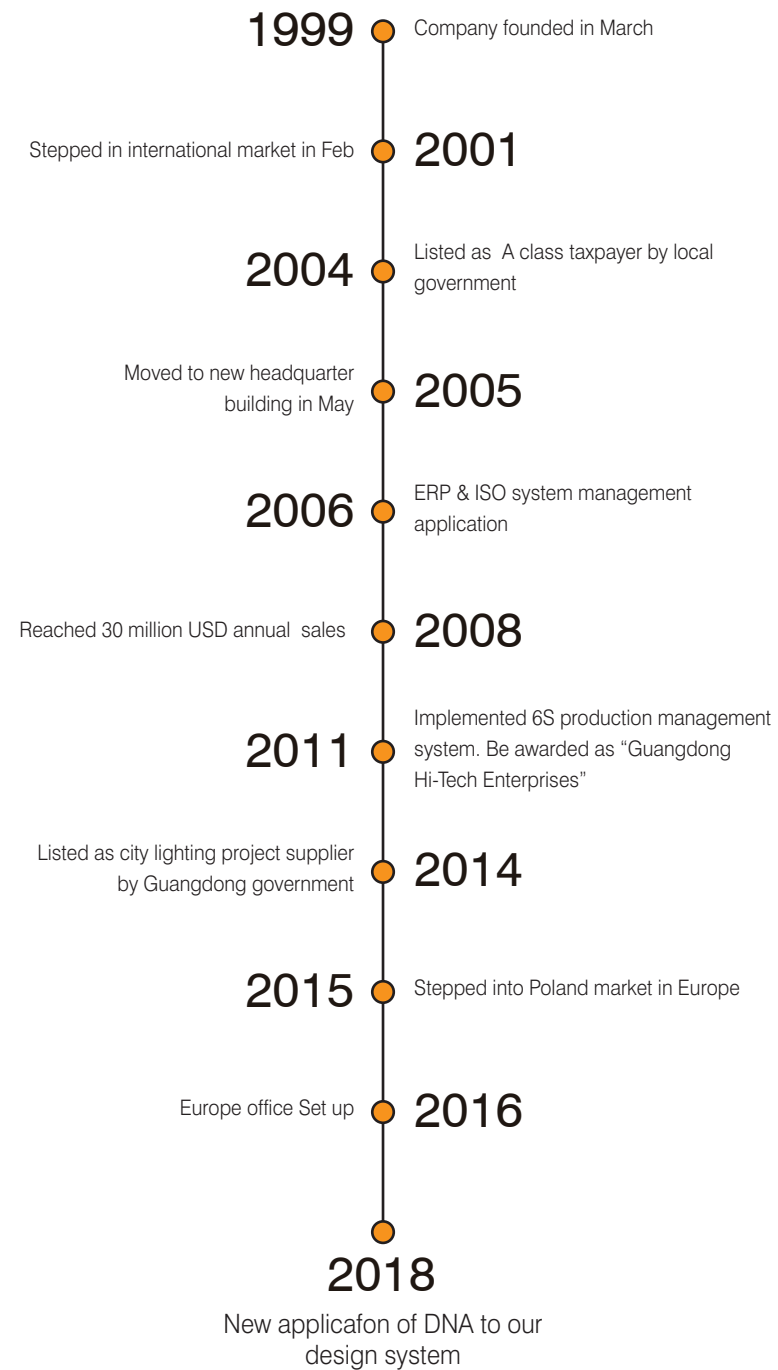 1999
Company founded in March
Stepped in international market in Feb
2001
2004
Listed as A class taxpayer by local
government
Moved to new headquarter
building in May
2005
2006
ERP & ISO system management
application
Reached 30 million USD annual sales
2008
2011
Implemented 6S production management
system. Be awarded as “Guangdong
Hi-Tech Enterprises”
Listed as city lighting project supplier
by Guangdong government
2014
2015
Stepped into Poland market in Europe
Europe office Set up
2016
2018
New applicafon of DNA to our
design system